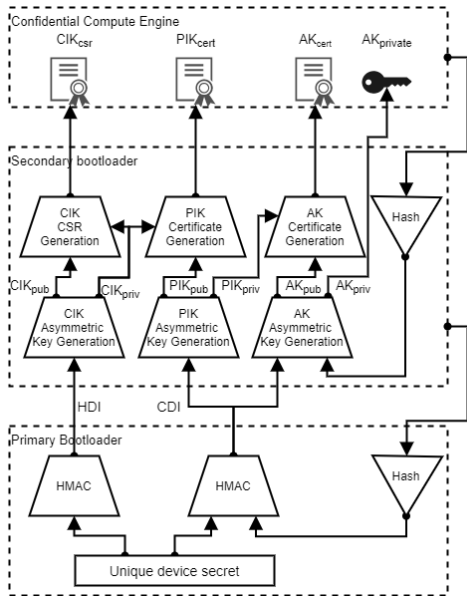 Confidential Compute Engine
CIKcsr
PIKcert
AKcert
AKprivate
Secondary bootloader
CIK
CSR
Generation
PIK
Certificate
Generation
AK
Certificate
Generation
Hash
CIKpub
CIKpriv
PIKpub
PIKpriv
AKpub
AKpriv
CIK
Asymmetric
Key Generation
PIK
Asymmetric
Key Generation
AK
Asymmetric
Key Generation
HDI
CDI
Primary Bootloader
HMAC
HMAC
Hash
Unique device secret